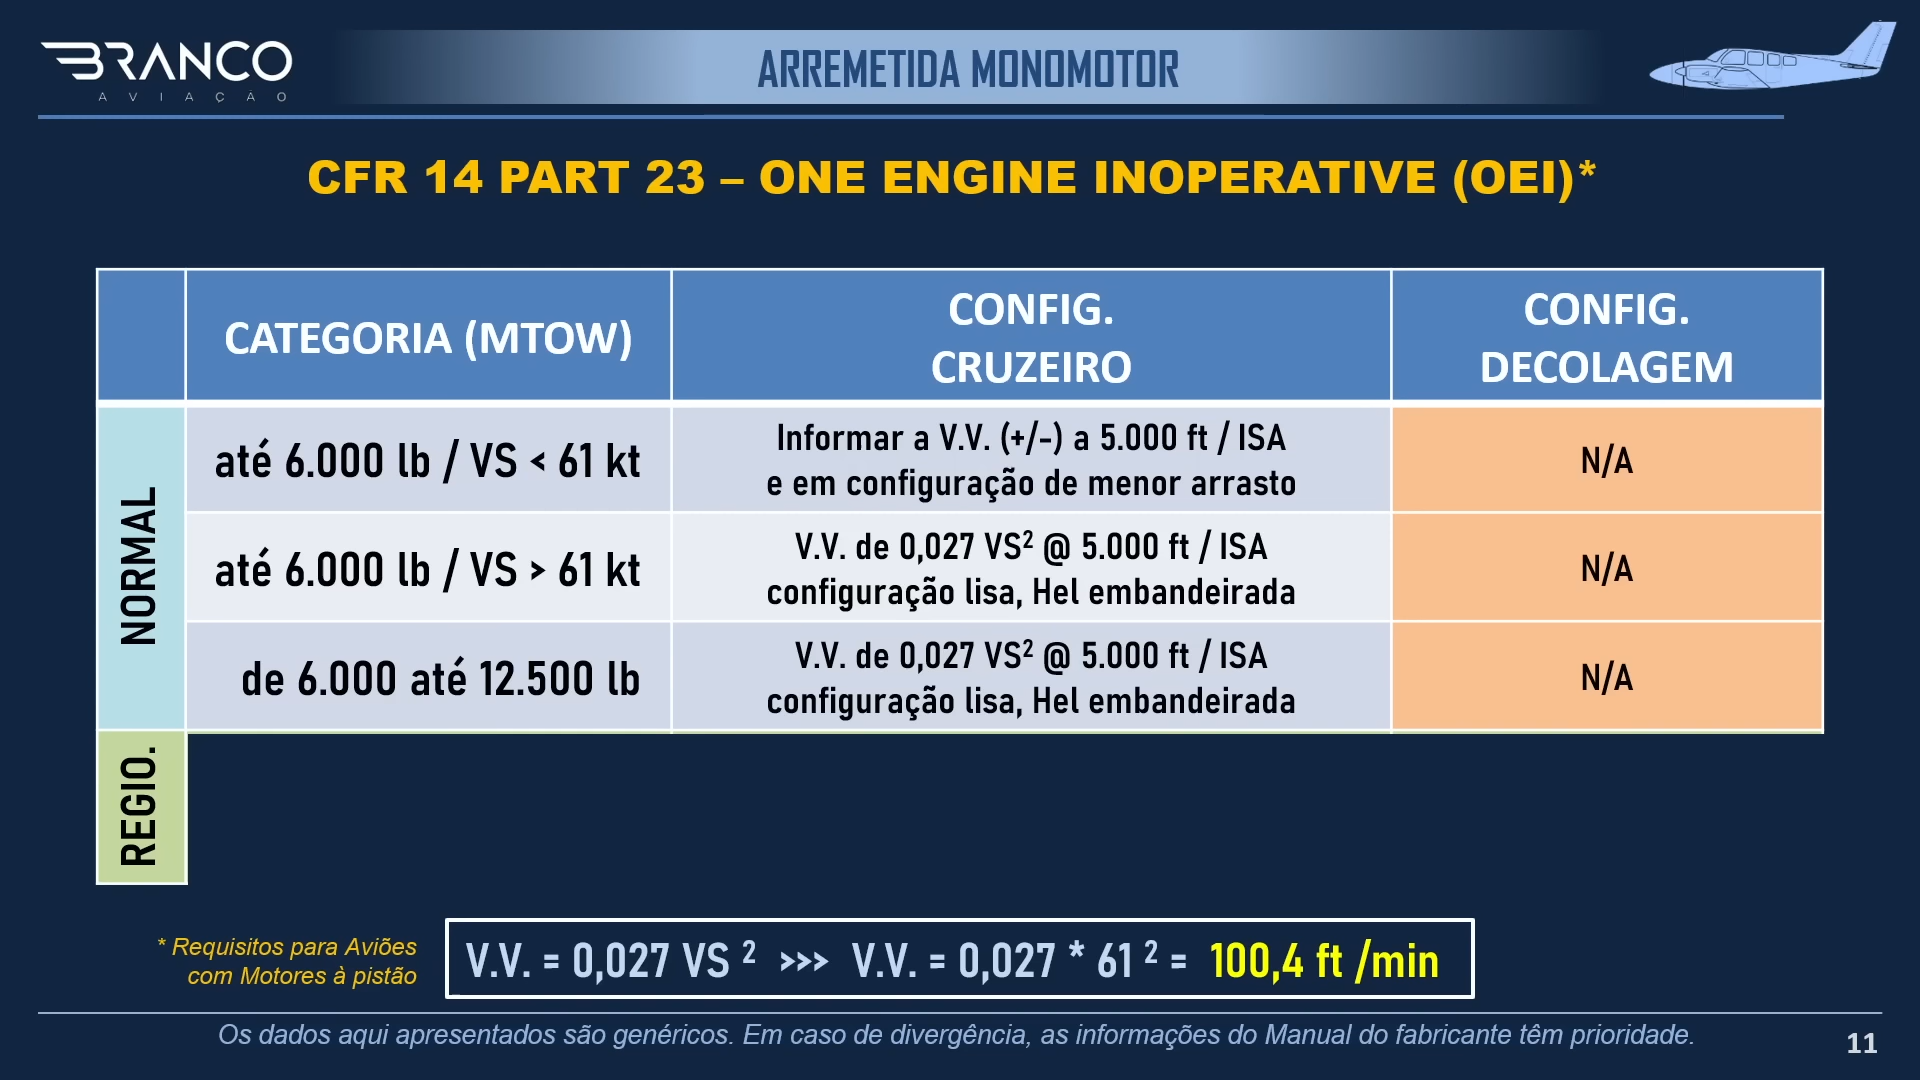 BRANCO
AVIAÇÃO
ARREMETIDA MONOMOTOR
CFR 14 PART 23 – ONE ENGINE INOPERATIVE (OEI)*
CATEGORIA (MTOW)
CONFIG.
CRUZEIRO
CONFIG.
DECOLAGEM
NORMAL
até 6.000 lb / VS < 61 kt
Informar a V.V. (+/-) a 5.000 ft / ISA
e em configuração de menor arrasto
N/A
até 6.000 lb / VS > 61 kt
V.V. de 0,027 VS² @ 5.000 ft / ISA
configuração lisa, Hel embandeirada
N/A
de 6.000 até 12.500 lb
V.V. de 0,027 VS² @ 5.000 ft / ISA
configuração lisa, Hel embandeirada
N/A
REGIO.
* Requisitos para Aviões
com Motores à pistão
V.V. = 0,027 VS ² >>> V.V. = 0,027 * 61 ² = 100,4 ft /min
Os dados aqui apresentados são genéricos. Em caso de divergência, as informações do Manual do fabricante têm prioridade.
11